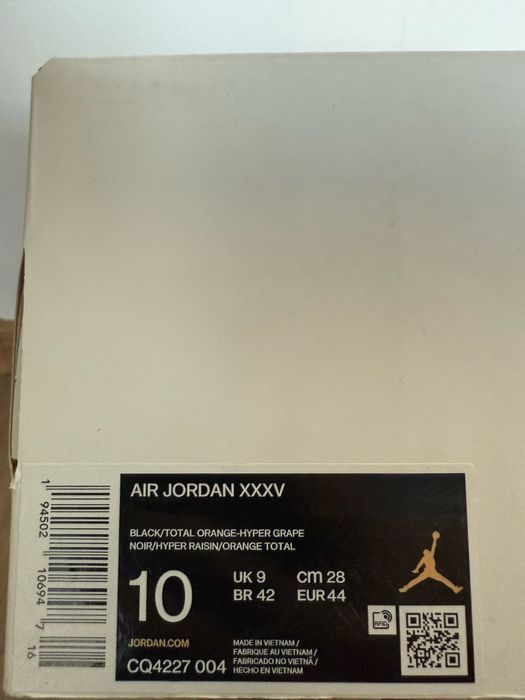 AIR JORDAN XXXV
BLACK/TOTAL ORANGE-HYPER GRAPE
NOIR/HYPER RAISIN/ORANGE TOTAL
10
UK 9 cm 28
BR 42 EUR 44
RFID
JORDAN.COM
CQ4227 004
MADE IN VIETNAM /
FABRIQUÉ AU VIETNAM /
FABRICADO NO VIETNÃ /
HECHO EN VIETNAM
1 94502 10694 7
16